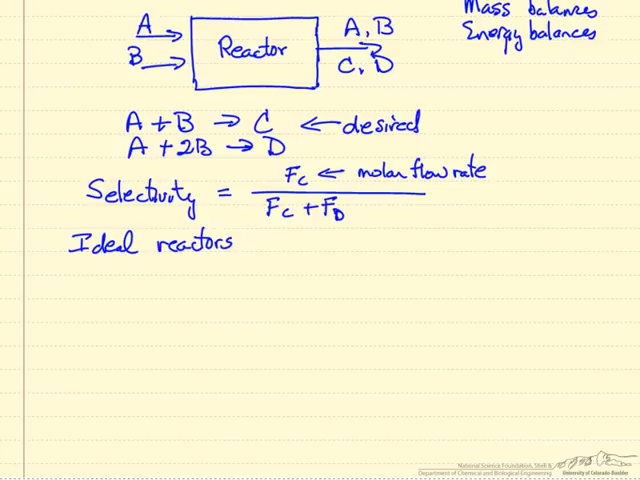 Mass balances
Energy balances
A
B
Reactor
A, B
C, D
A + B → C ← desired
A + 2B → D
Selectivity = F_C / (F_C + F_D) ← molar flow rate
Ideal reactors
National Science Foundation, Shell &
Department of Chemical and Biological Engineering
University of Colorado-Boulder